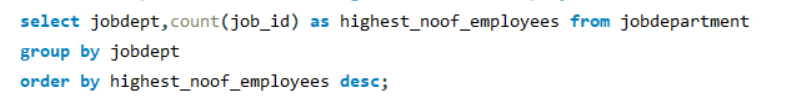 select jobdept,count(job_id) as highest_noof_employees from jobdepartment
group by jobdept
order by highest_noof_employees desc;